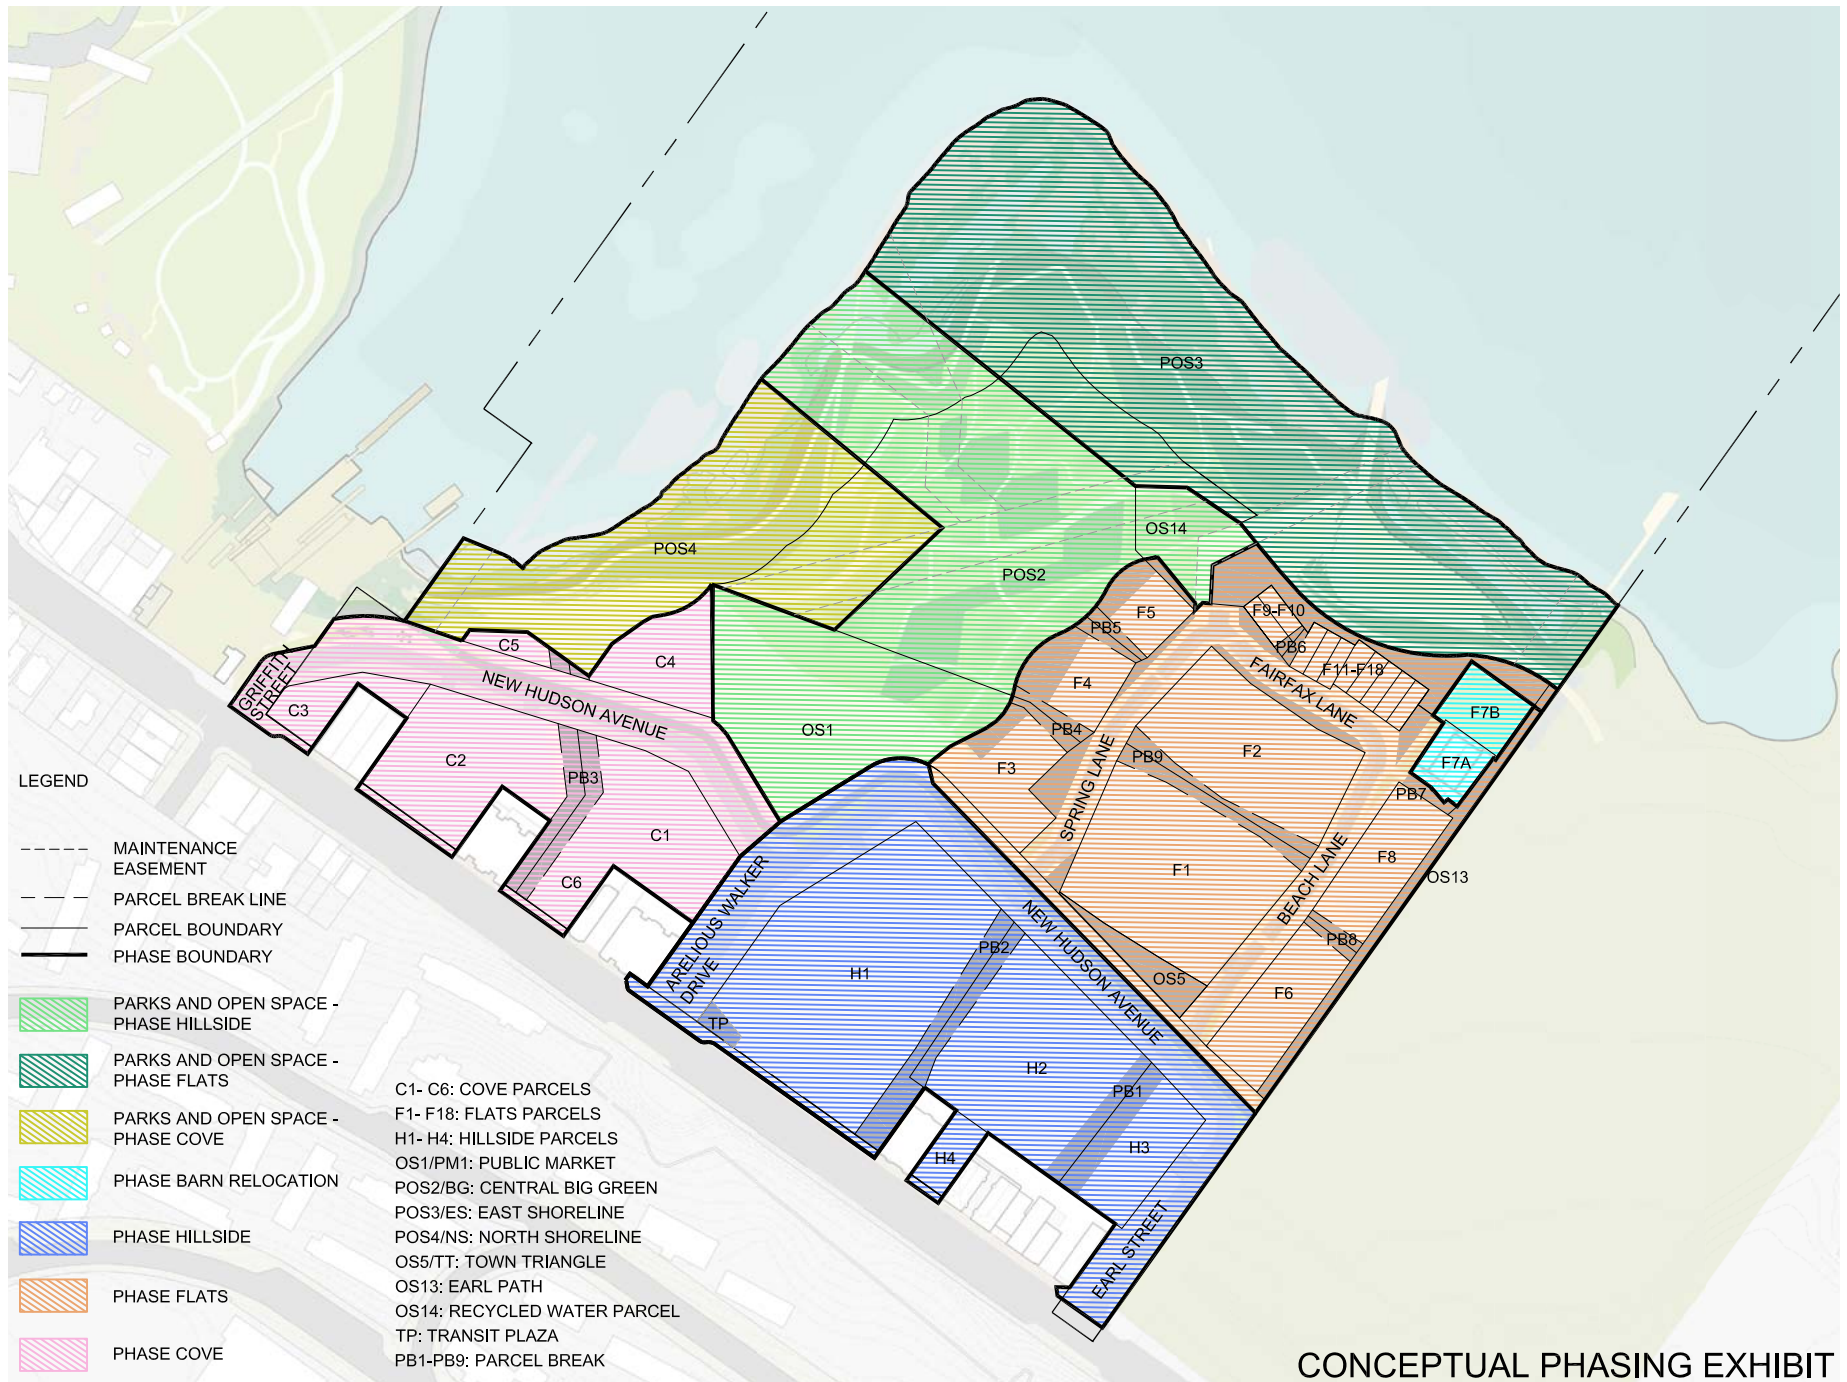 POS3
OS14
POS4
POS2
F5
F9-F10
PB5
PB6
C5
C4
F11-F18
FAIRFAX LANE
GRIFFITH
STREET
F4
NEW HUDSON AVENUE
C3
F7B
OS1
PB4
F2
C2
PB9
F7A
F3
PB3
SPRING LANE
PB7
C1
F8
F1
OS13
C6
BEACH LANE
NEW HUDSON AVENUE
ARELIOUS WALKER
DRIVE
PB2
PB8
H1
OS5
F6
TP
H2
PB1
H3
H4
EARL STREET
LEGEND
MAINTENANCE
EASEMENT
PARCEL BREAK LINE
PARCEL BOUNDARY
PHASE BOUNDARY
PARKS AND OPEN SPACE -
PHASE HILLSIDE
PARKS AND OPEN SPACE -
PHASE FLATS
PARKS AND OPEN SPACE -
PHASE COVE
PHASE BARN RELOCATION
PHASE HILLSIDE
PHASE FLATS
PHASE COVE
C1- C6: COVE PARCELS
F1- F18: FLATS PARCELS
H1- H4: HILLSIDE PARCELS
OS1/PM1: PUBLIC MARKET
POS2/BG: CENTRAL BIG GREEN
POS3/ES: EAST SHORELINE
POS4/NS: NORTH SHORELINE
OS5/TT: TOWN TRIANGLE
OS13: EARL PATH
OS14: RECYCLED WATER PARCEL
TP: TRANSIT PLAZA
PB1-PB9: PARCEL BREAK
CONCEPTUAL PHASING EXHIBIT